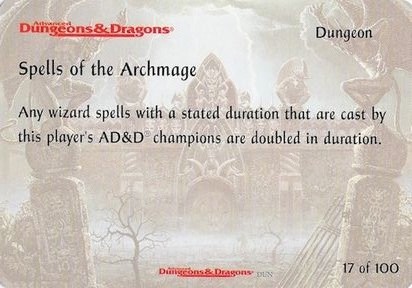 Advanced
Dungeons & Dragons®
Dungeon
Spells of the Archmage
Any wizard spells with a stated duration that are cast by
this player's AD&D® champions are doubled in duration.
Advanced
Dungeons & Dragons® DUN
17 of 100